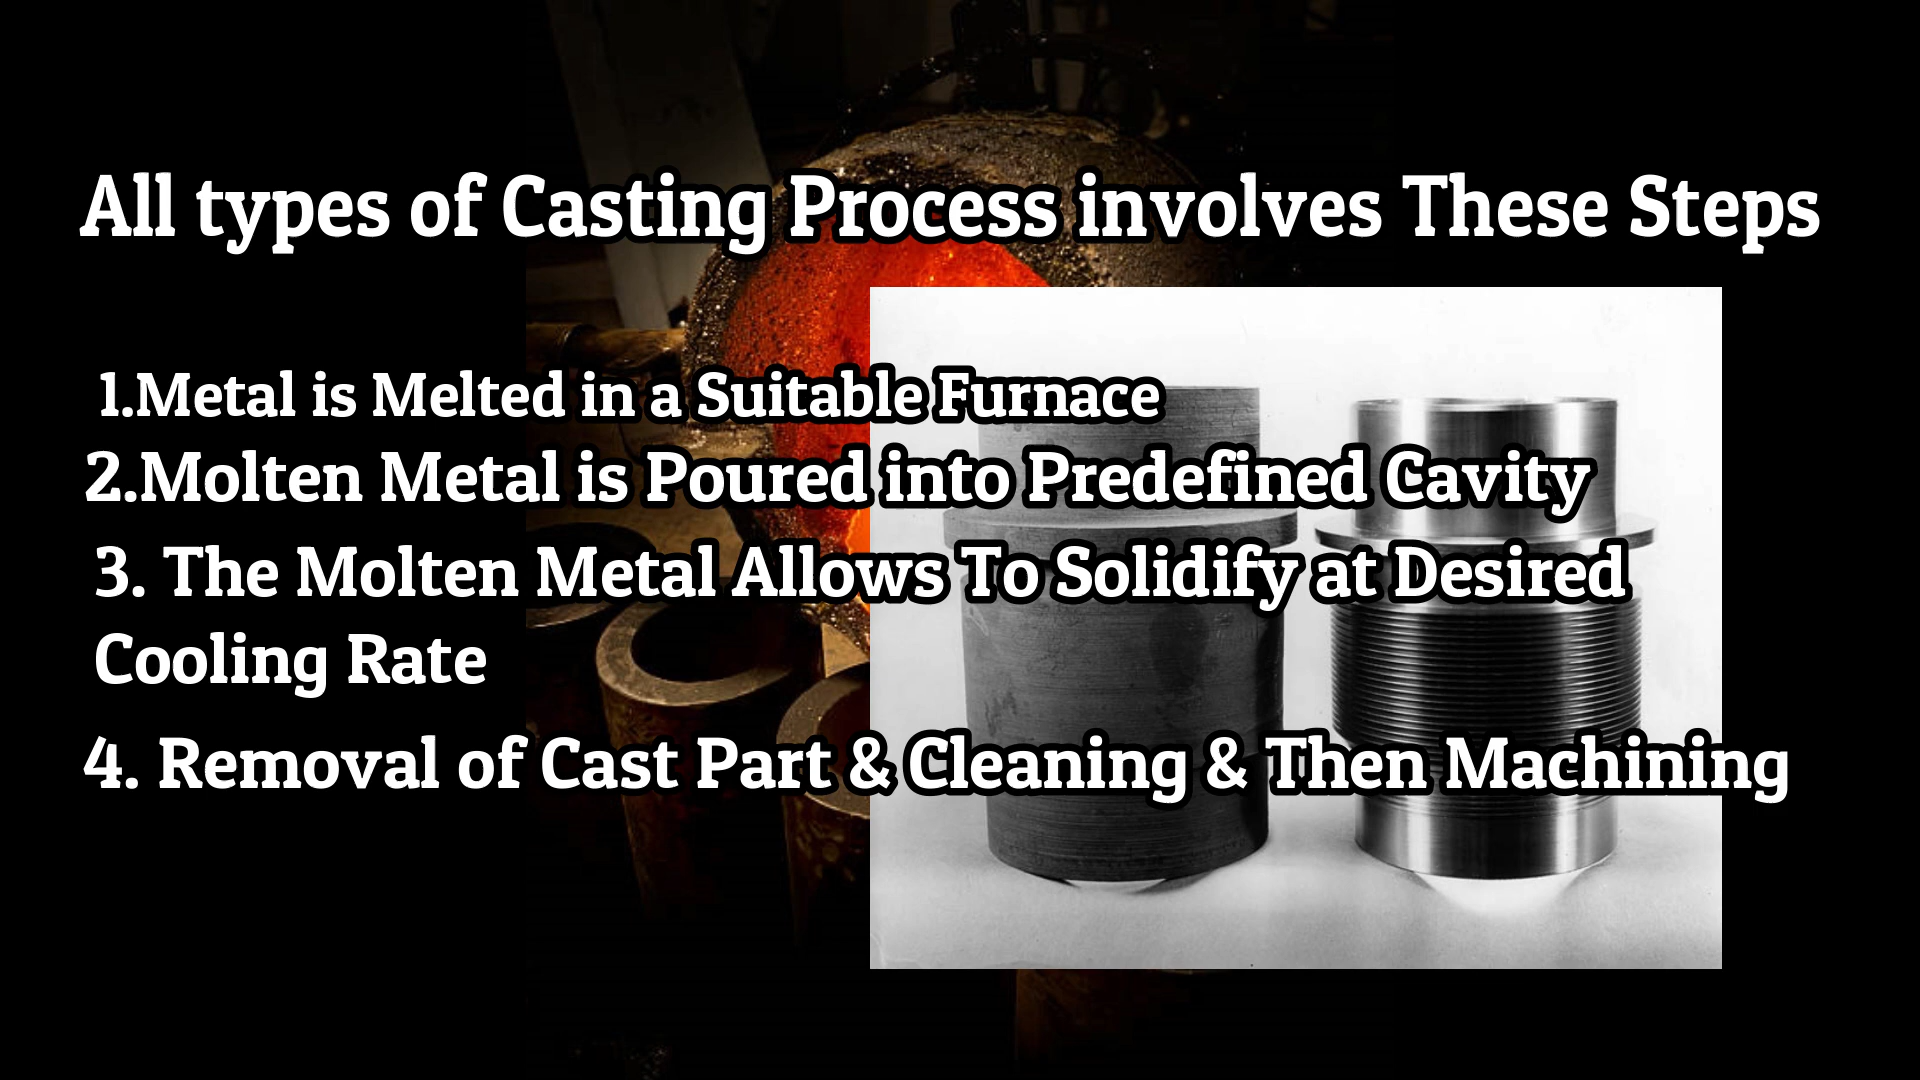 All types of Casting Process involves These Steps
1.Metal is Melted in a Suitable Furnace
2.Molten Metal is Poured into Predefined Cavity
3. The Molten Metal Allows To Solidify at Desired
Cooling Rate
4. Removal of Cast Part & Cleaning & Then Machining